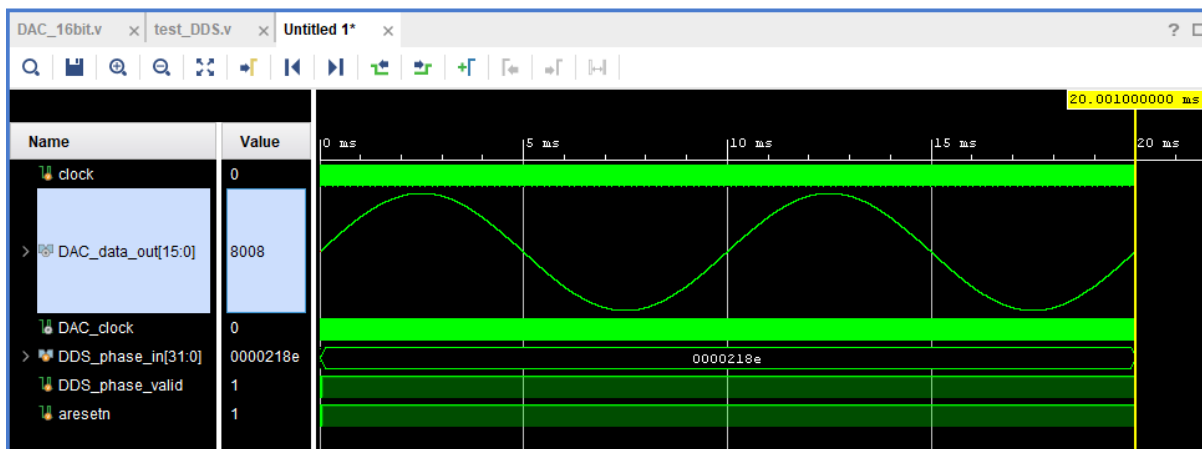 DAC_16bit.v × test_DDS.v × Untitled 1* × ?
20.001000000 ms
Name Value 0 ms 5 ms 10 ms 15 ms 20 ms
clock 0
DAC_data_out[15:0] 8008
DAC_clock 0
DDS_phase_in[31:0] 0000218e 0000218e
DDS_phase_valid 1
aresetn 1